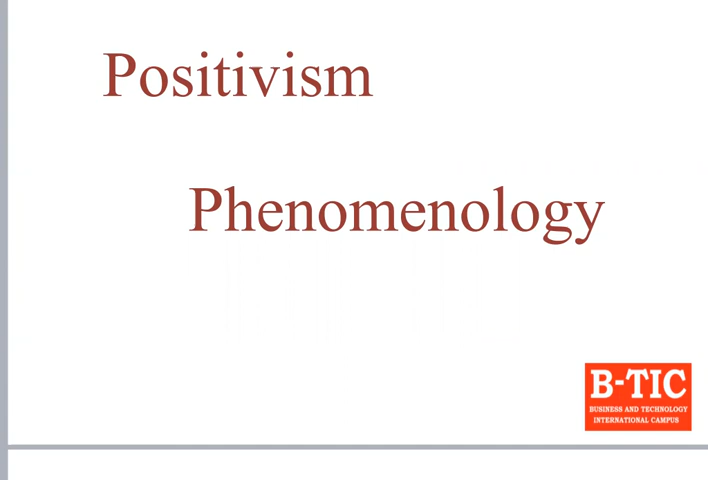 Positivism
Phenomenology
B-TIC
BUSINESS AND TECHNOLOGY
INTERNATIONAL CAMPUS